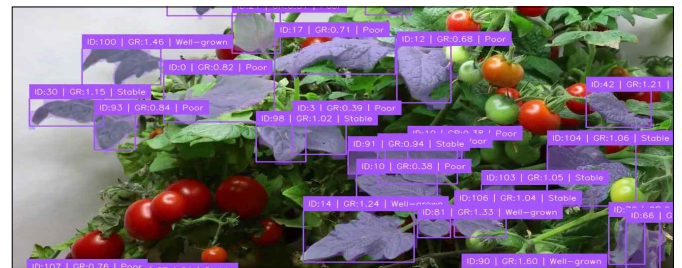 Poor
ID:17 | GR:0.71 | Poor
ID:12 | GR:0.68 | Poor
ID:100 | GR:1.46 | Well-grown
ID:0 | GR:0.82 | Poor
ID:30 | GR:1.15 | Stable
ID:42 | GR:1.21 |
ID:93 | GR:0.84 | Poor
ID:3 | GR:0.39 | Poor
ID:98 | GR:1.02 | Stable
Poor
ID:91 | GR:0.94 | Stable
Poor
ID:104 | GR:1.06 | Stable
ID:10 | GR:0.38 | Poor
ID:103 | GR:1.05 | Stable
ID:106 | GR:1.04 | Stable
ID:14 | GR:1.24 | Well-grown
ID:81 | GR:1.33 | Well-grown
ID:66 | G
ID:90 | GR:1.60 | Well-grown
ID:107 | GR:0.76 | Poor